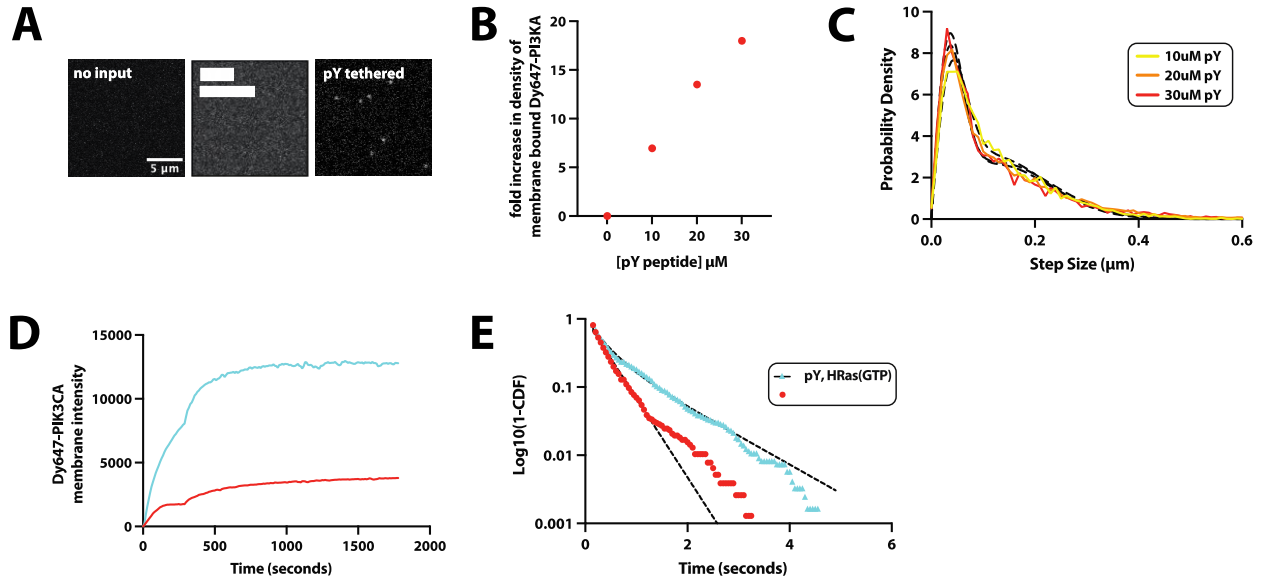 A
no input
5 µm
pY tethered
B
fold increase in density of
membrane bound Dy647-PI3KA
20
15
10
5
0
0 10 20 30
[pY peptide] µM
C
Probability Density
10
8
6
4
2
0
0.0 0.2 0.4 0.6
Step Size (µm)
10uM pY
20uM pY
30uM pY
D
Dy647-PIK3CA
membrane intensity
15000
10000
5000
0
0 500 1000 1500 2000
Time (seconds)
E
Log10(1-CDF)
1
0.1
0.01
0.001
0 2 4 6
Time (seconds)
pY, HRas(GTP)